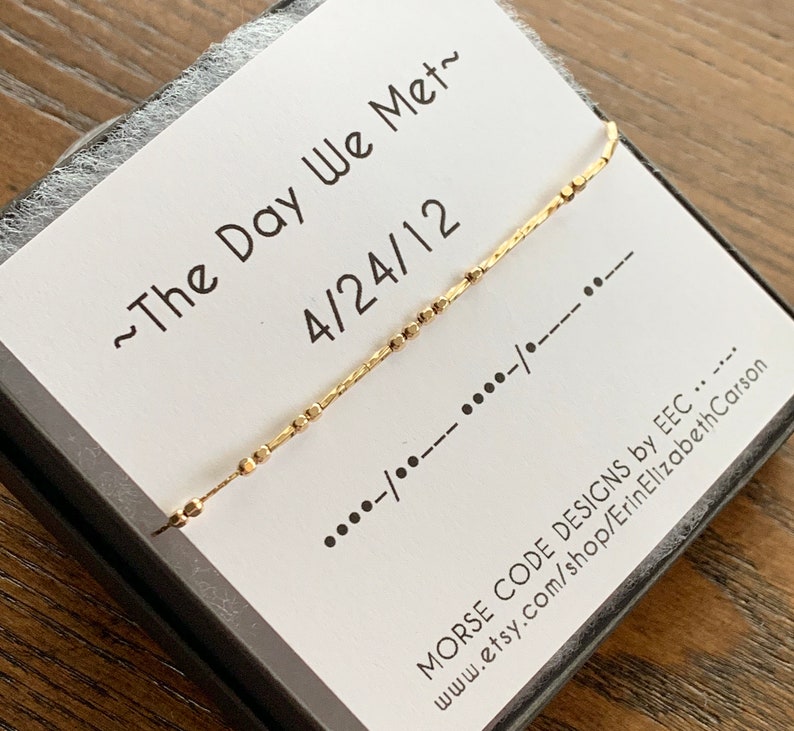 ~The Day We Met~
4/24/12
••••–/••––– ••••–/•–––– ••–––
MORSE CODE DESIGNS by EEC •• –•–•
www.etsy.com/shop/ErinElizabethCarson